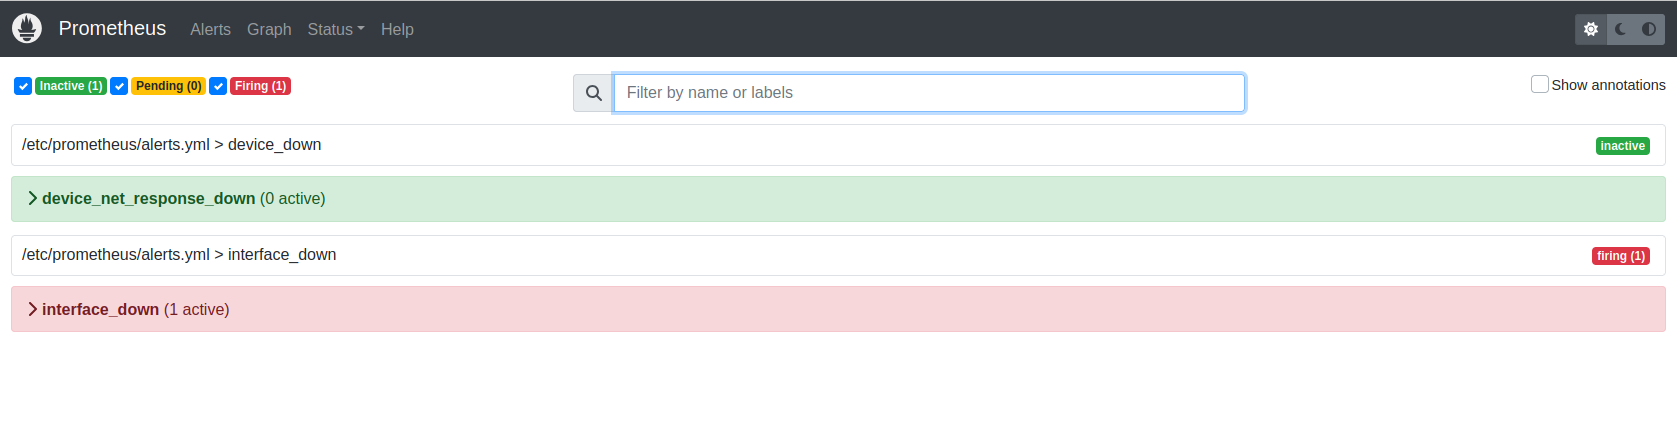 Prometheus Alerts Graph Status Help
Inactive (1) Pending (0) Firing (1) Filter by name or labels Show annotations
/etc/prometheus/alerts.yml > device_down inactive
device_net_response_down (0 active)
/etc/prometheus/alerts.yml > interface_down firing (1)
interface_down (1 active)